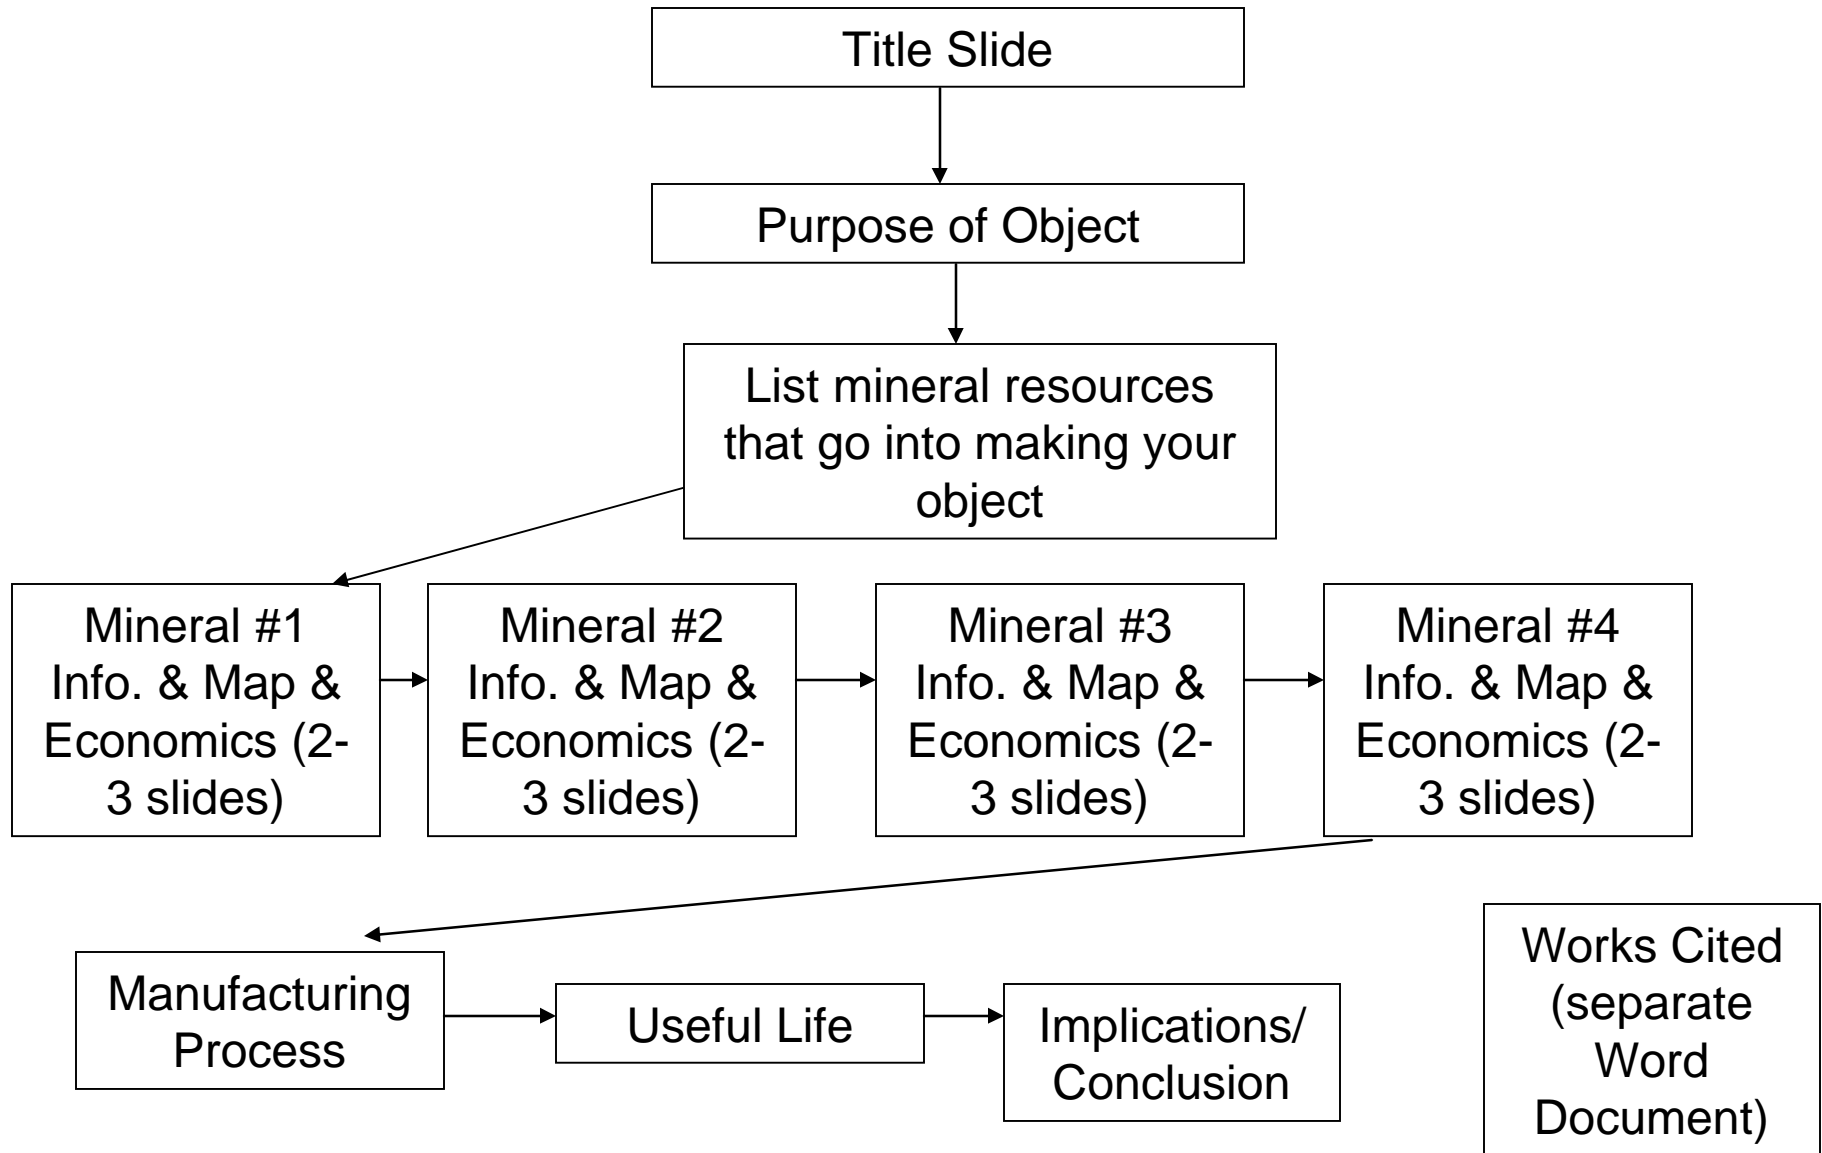 Title Slide
Purpose of Object
List mineral resources
that go into making your
object
Mineral #1
Info. & Map &
Economics (2-
3 slides)
Mineral #2
Info. & Map &
Economics (2-
3 slides)
Mineral #3
Info. & Map &
Economics (2-
3 slides)
Mineral #4
Info. & Map &
Economics (2-
3 slides)
Manufacturing
Process
Useful Life
Implications/
Conclusion
Works Cited
(separate
Word
Document)